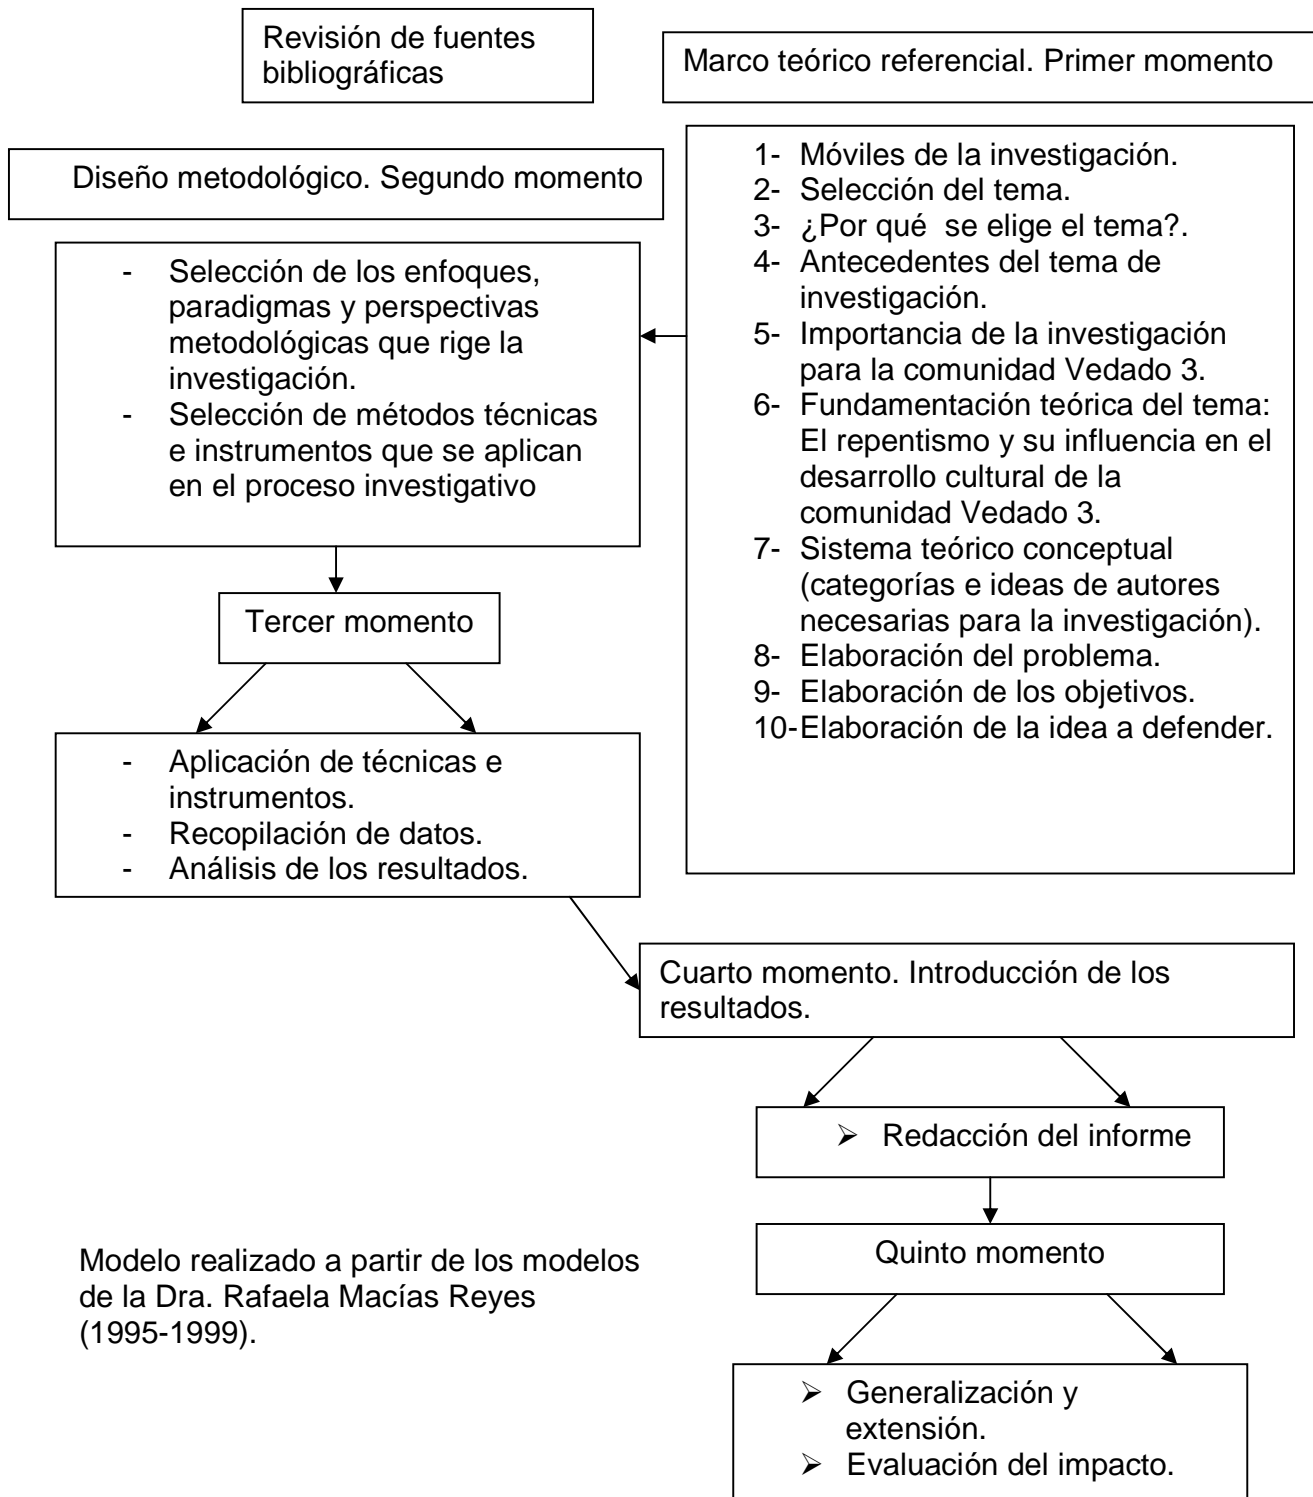 Revisión de fuentes
bibliográficas
Marco teórico referencial. Primer momento
1- Móviles de la investigación.
2- Selección del tema.
3- ¿Por qué  se elige el tema?.
4- Antecedentes del tema de
investigación.
5- Importancia de la investigación
para la comunidad Vedado 3.
6- Fundamentación teórica del tema:
El repentismo y su influencia en el
desarrollo cultural de la
comunidad Vedado 3.
7- Sistema teórico conceptual
(categorías e ideas de autores
necesarias para la investigación).
8- Elaboración del problema.
9- Elaboración de los objetivos.
10-Elaboración de la idea a defender.
Diseño metodológico. Segundo momento
- Selección de los enfoques,
paradigmas y perspectivas
metodológicas que rige la
investigación.
- Selección de métodos técnicas
e instrumentos que se aplican
en el proceso investigativo
Tercer momento
- Aplicación de técnicas e
instrumentos.
- Recopilación de datos.
- Análisis de los resultados.
Cuarto momento. Introducción de los
resultados.
➢ Redacción del informe
Quinto momento
➢ Generalización y
extensión.
➢ Evaluación del impacto.
Modelo realizado a partir de los modelos
de la Dra. Rafaela Macías Reyes
(1995-1999).